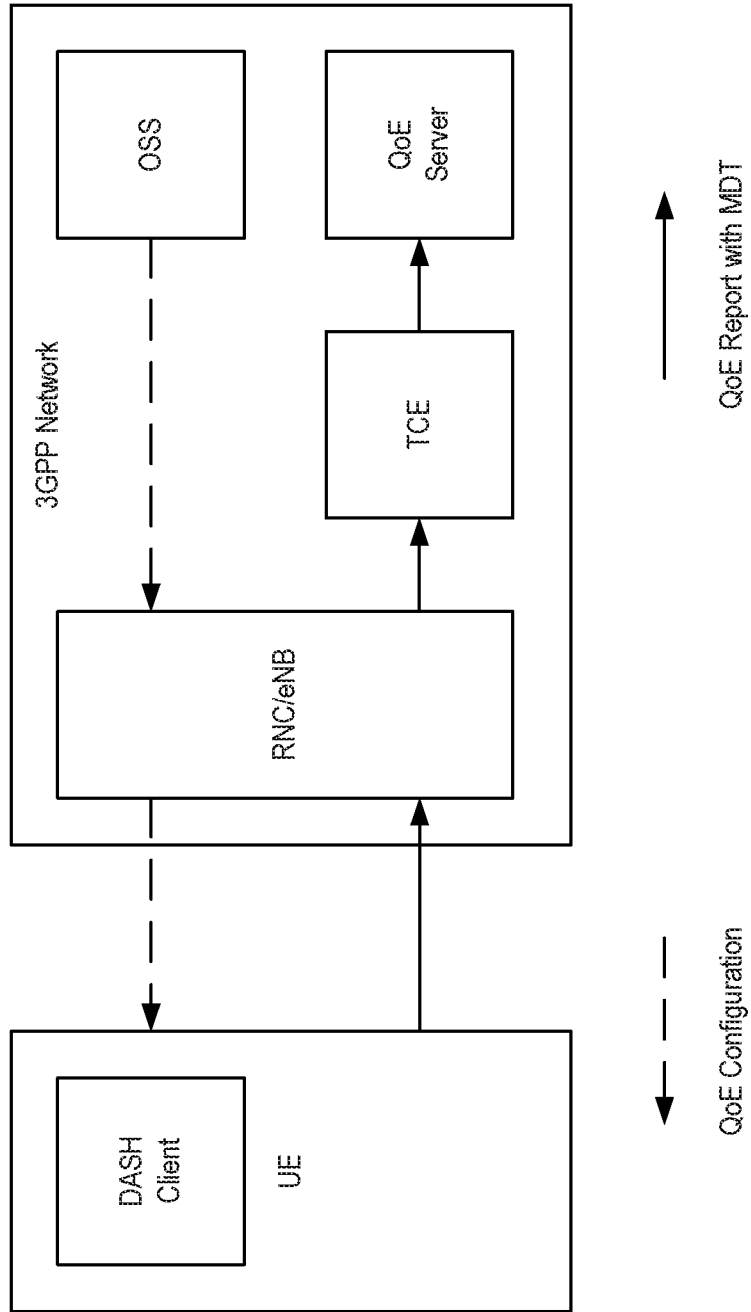 3GPP Network
DASH
Client
UE
RNC/eNB
OSS
TCE
QoE
Server
QoE Configuration
QoE Report with MDT